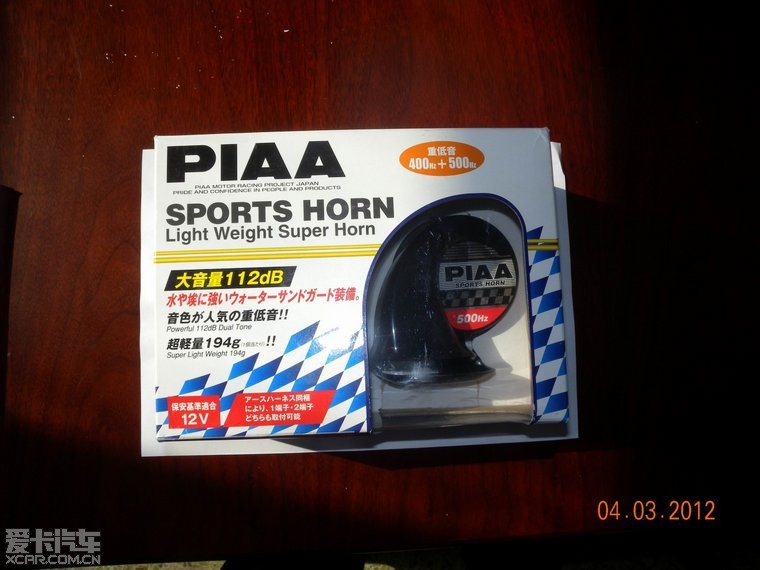 PIAA
PIAA MOTOR RACING PROJECT JAPAN
PRIDE AND CONFIDENCE IN PEOPLE AND PRODUCTS
重低音
400Hz+500Hz
SPORTS HORN
Light Weight Super Horn
大音量112dB
水や埃に強いウォーターサンドガード装備。
音色が人気の重低音!!
Powerful 112dB Dual Tone
超軽量194g(1個当たり)!!
Super Light Weight 194g
保安基準適合
12V
アースハーネス同梱
により、1端子・2端子
どちらも取付可能
PIAA
SPORTS HORN
500Hz
04.03.2012
爱卡汽车
XCAR.COM.CN